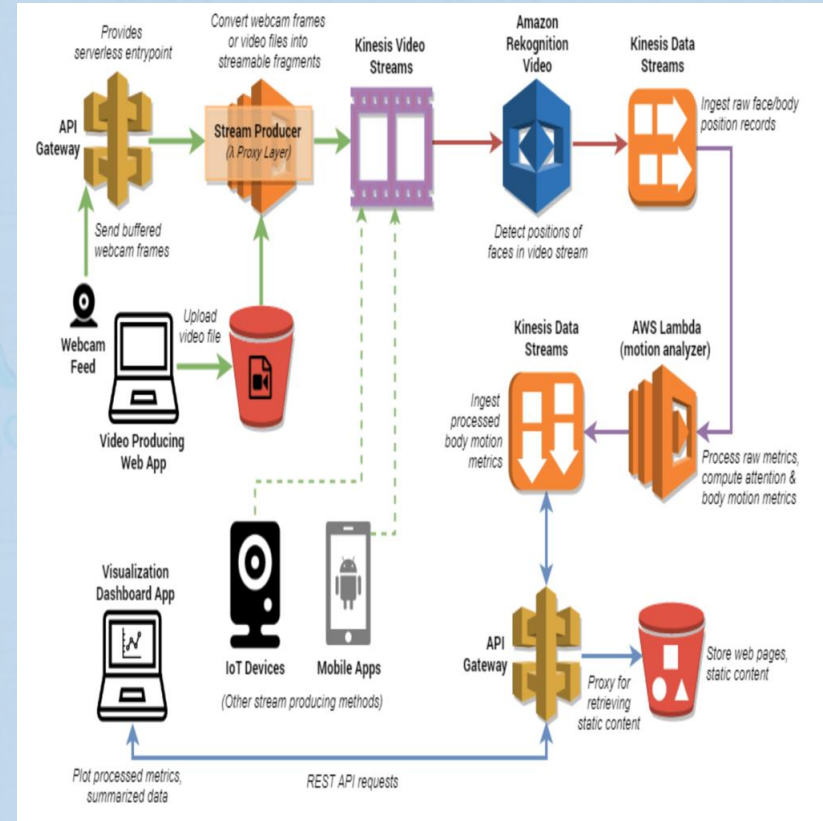 Provides
serverless entrypoint
Convert webcam frames
or video files into
streamable fragments
Kinesis Video
Streams
Amazon
Rekognition
Video
Kinesis Data
Streams
API
Gateway
Stream Producer
(λ Proxy Layer)
Ingest raw face/body
position records
Send buffered
webcam frames
Detect positions of
faces in video stream
Webcam
Feed
Upload
video file
Video Producing
Web App
Kinesis Data
Streams
AWS Lambda
(motion analyzer)
Ingest
processed
body motion
metrics
Process raw metrics,
compute attention &
body motion metrics
Visualization
Dashboard App
IoT Devices
Mobile Apps
(Other stream producing methods)
API
Gateway
Store web pages,
static content
Proxy for
retrieving
static content
Plot processed metrics,
summarized data
REST API requests